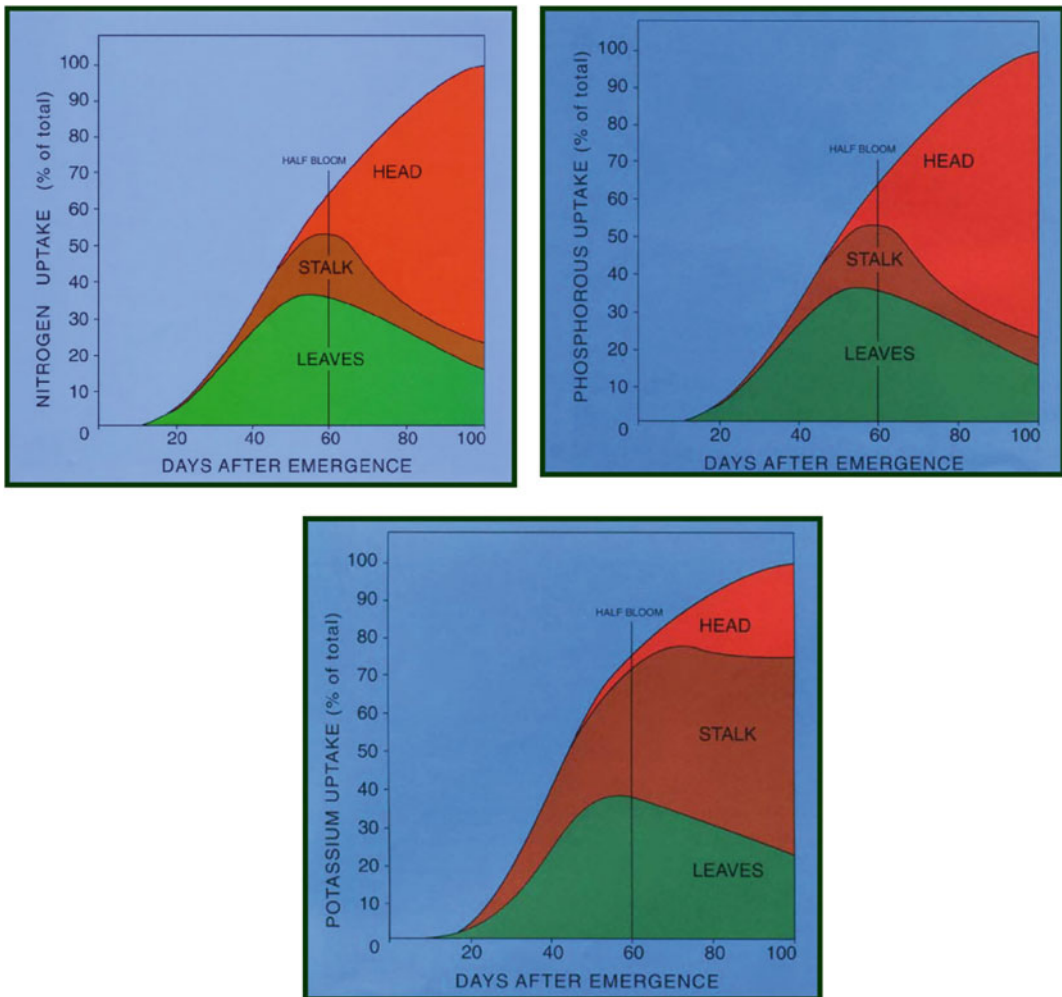 NITROGEN UPTAKE (% of total)
100
90
80
70
60
50
40
30
20
10
0
HALF BLOOM
HEAD
STALK
LEAVES
20 40 60 80 100
DAYS AFTER EMERGENCE
PHOSPHOROUS UPTAKE (% of total)
100
90
80
70
60
50
40
30
20
10
0
HALF BLOOM
HEAD
STALK
LEAVES
20 40 60 80 100
DAYS AFTER EMERGENCE
POTASSIUM UPTAKE (% of total)
100
90
80
70
60
50
40
30
20
10
0
HALF BLOOM
HEAD
STALK
LEAVES
20 40 60 80 100
DAYS AFTER EMERGENCE